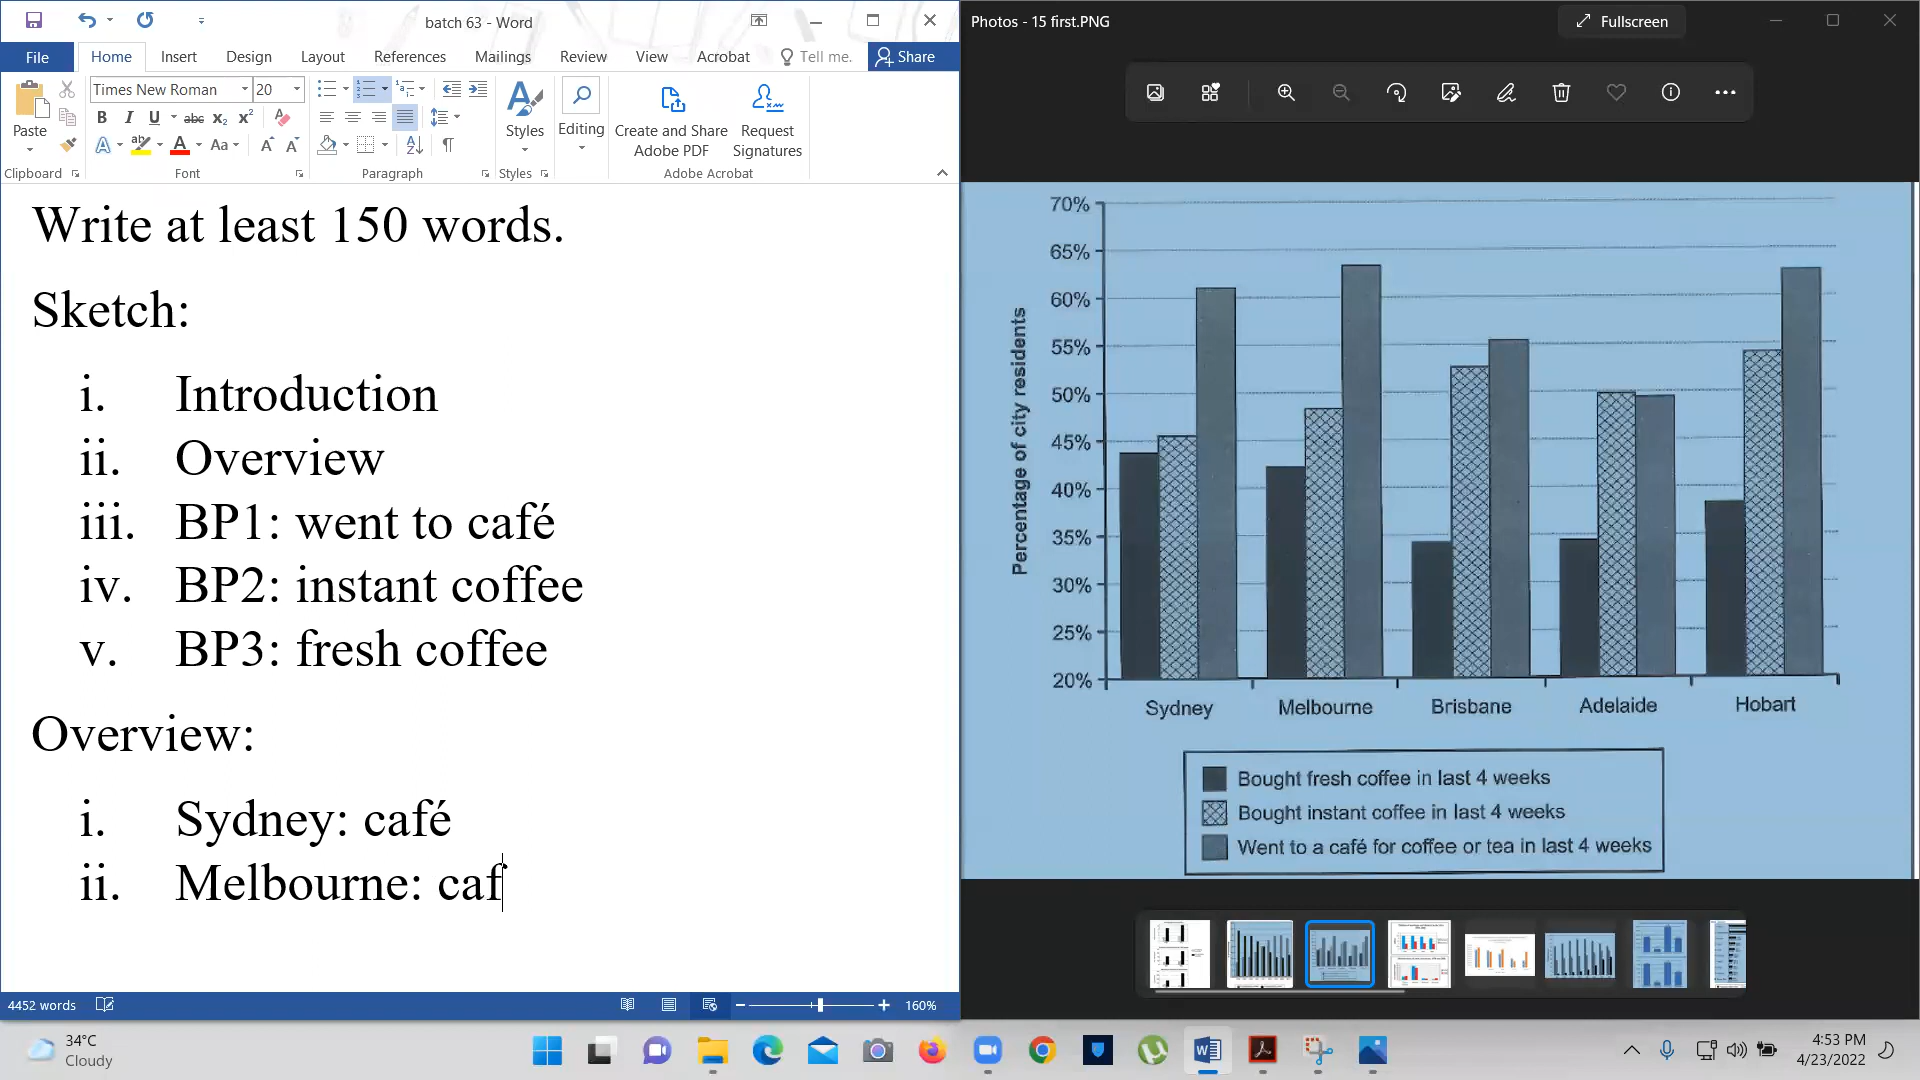 batch 63 - Word
File Home Insert Design Layout References Mailings Review View Acrobat Tell me. Share
Times New Roman 20
Paste
B I U abc x₂ x²
A ab A Aa A A
Styles
Editing
Create and Share Adobe PDF
Request Signatures
Clipboard Font Paragraph Styles Adobe Acrobat
Write at least 150 words.
Sketch:
i. Introduction
ii. Overview
iii. BP1: went to café
iv. BP2: instant coffee
v. BP3: fresh coffee
Overview:
i. Sydney: café
ii. Melbourne: caf
4452 words
160%
Photos - 15 first.PNG
Fullscreen
Percentage of city residents
70%
65%
60%
55%
50%
45%
40%
35%
30%
25%
20%
Sydney Melbourne Brisbane Adelaide Hobart
Bought fresh coffee in last 4 weeks
Bought instant coffee in last 4 weeks
Went to a café for coffee or tea in last 4 weeks
34°C
Cloudy
4:53 PM
4/23/2022